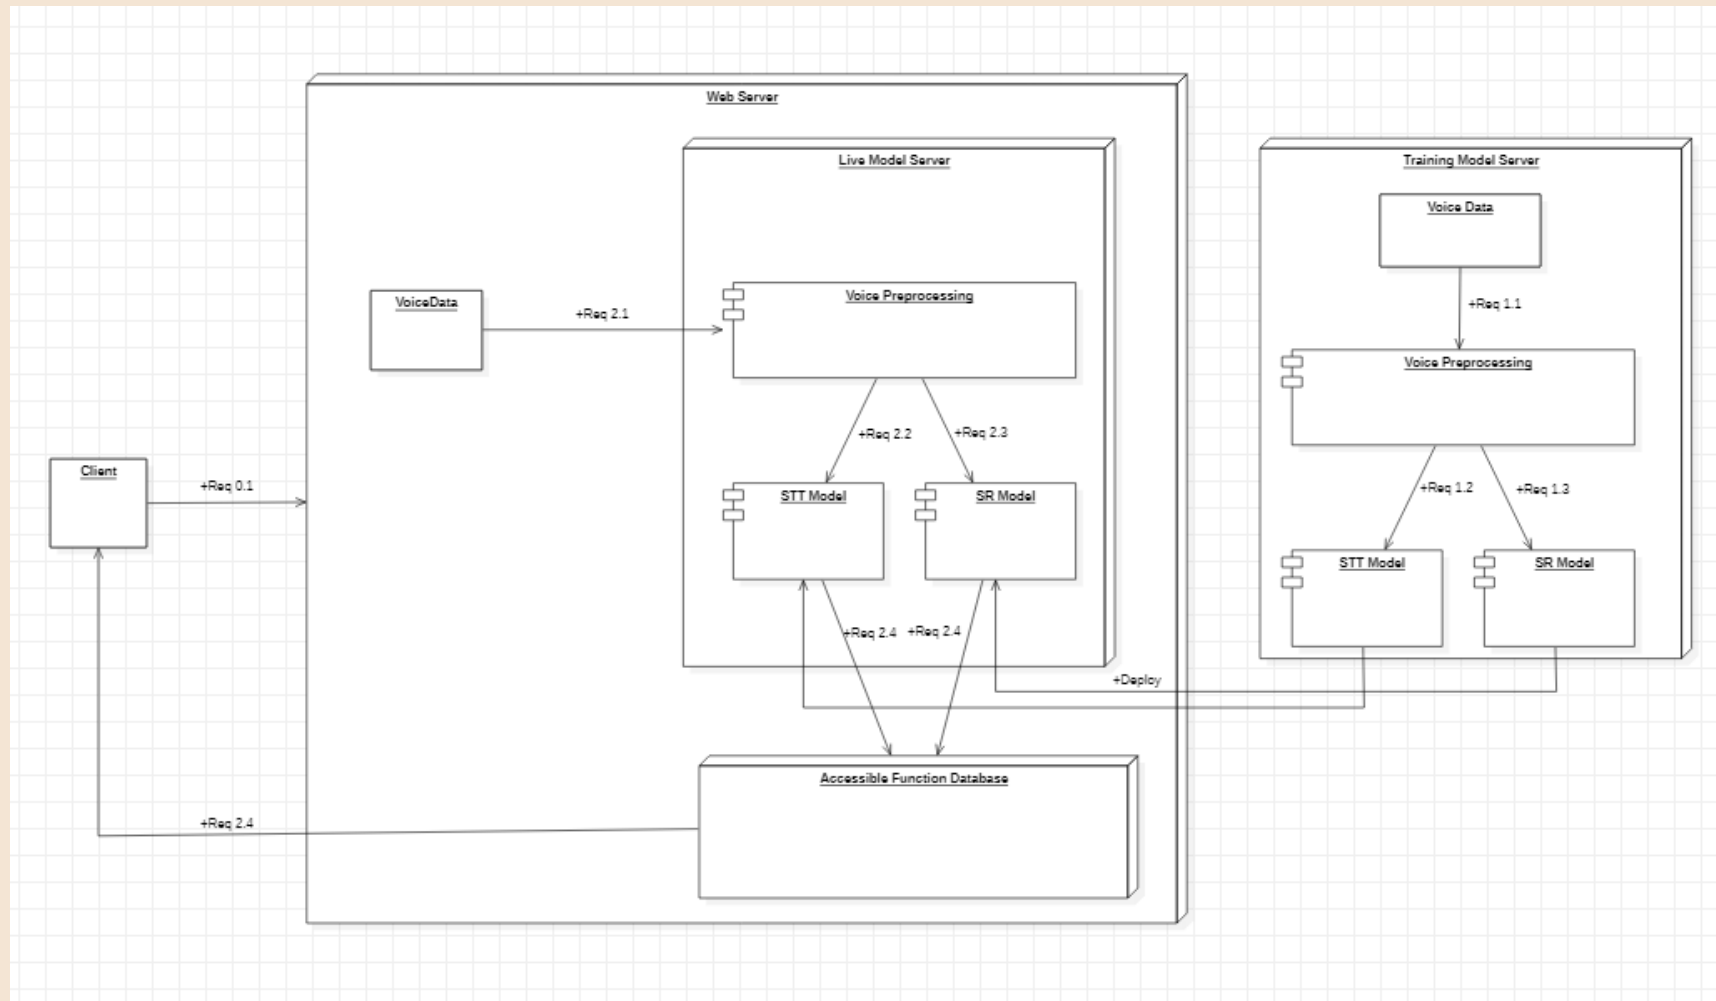 Web Server
Live Model Server
Training Model Server
Voice Data
VoiceData
Voice Preprocessing
+Req 1.1
+Req 2.1
Voice Preprocessing
+Req 2.2
+Req 2.3
Client
+Req 0.1
STT Model
SR Model
+Req 1.2
+Req 1.3
STT Model
SR Model
+Req 2.4
+Req 2.4
+Deploy
Accessible Function Database
+Req 2.4